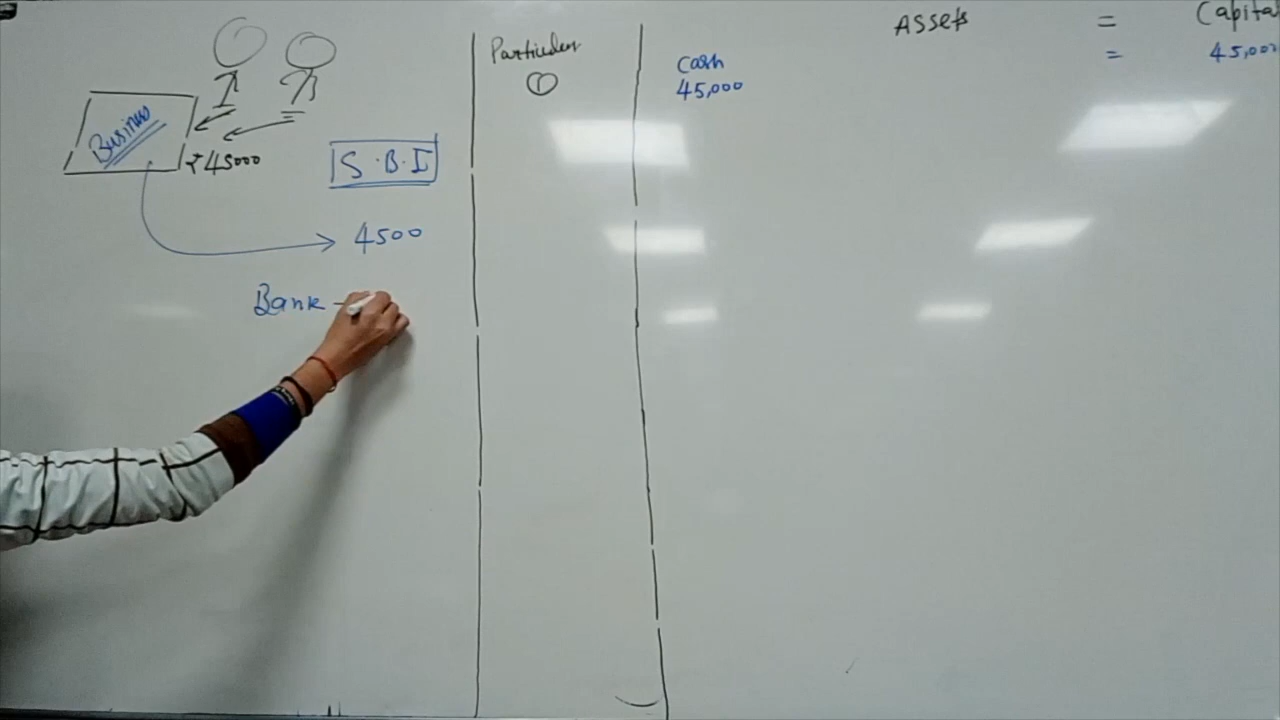 Business
₹45000
S.B.I
4500
Bank -
Particulars
①
Cash
45,000
Assets = Capital
= 45,000